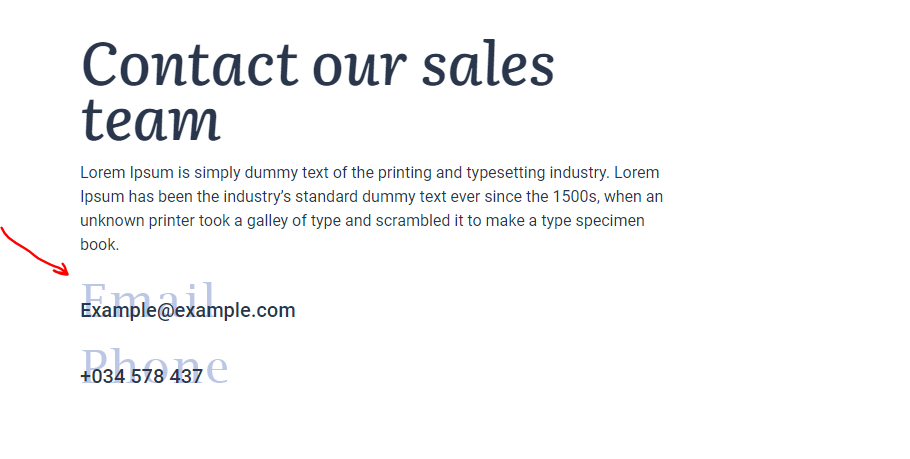 Contact our sales
team
Lorem Ipsum is simply dummy text of the printing and typesetting industry. Lorem
Ipsum has been the industry’s standard dummy text ever since the 1500s, when an
unknown printer took a galley of type and scrambled it to make a type specimen
book.
Email
Example@example.com
Phone
+034 578 437